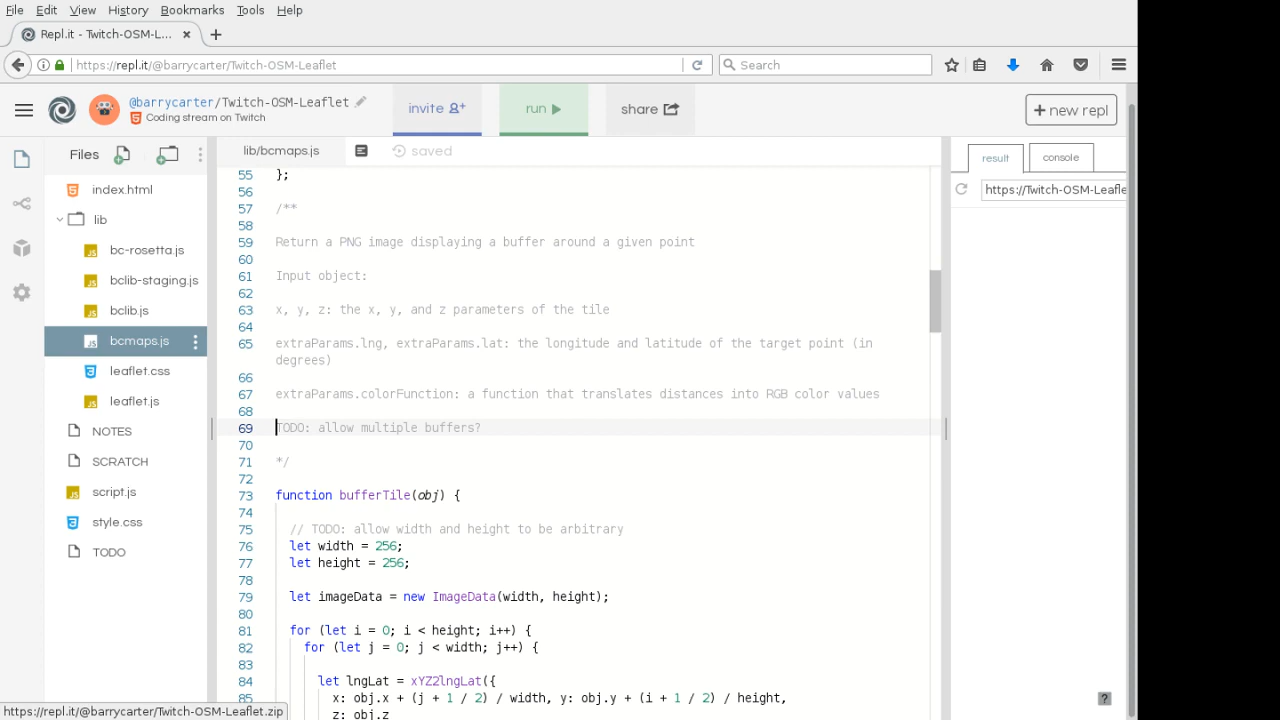 File Edit View History Bookmarks Tools Help
Repl.it - Twitch-OSM-L...
https://repl.it/@barrycarter/Twitch-OSM-Leaflet
Search
@barrycarter/Twitch-OSM-Leaflet
Coding stream on Twitch
invite
run
share
+ new repl
Files
lib/bcmaps.js
saved
result
console
https://Twitch-OSM-Leafle
index.html
lib
bc-rosetta.js
bclib-staging.js
bclib.js
bcmaps.js
leaflet.css
leaflet.js
NOTES
SCRATCH
script.js
style.css
TODO
55 };
56
57 /**
58
59 Return a PNG image displaying a buffer around a given point
60
61 Input object:
62
63 x, y, z: the x, y, and z parameters of the tile
64
65 extraParams.lng, extraParams.lat: the longitude and latitude of the target point (in
degrees)
66
67 extraParams.colorFunction: a function that translates distances into RGB color values
68
69 TODO: allow multiple buffers?
70
71 */
72
73 function bufferTile(obj) {
74
75 // TODO: allow width and height to be arbitrary
76 let width = 256;
77 let height = 256;
78
79 let imageData = new ImageData(width, height);
80
81 for (let i = 0; i < height; i++) {
82 for (let j = 0; j < width; j++) {
83
84 let lngLat = xYZ2lngLat({
85 x: obj.x + (j + 1 / 2) / width, y: obj.y + (i + 1 / 2) / height,
z: obj.z
https://repl.it/@barrycarter/Twitch-OSM-Leaflet.zip
?